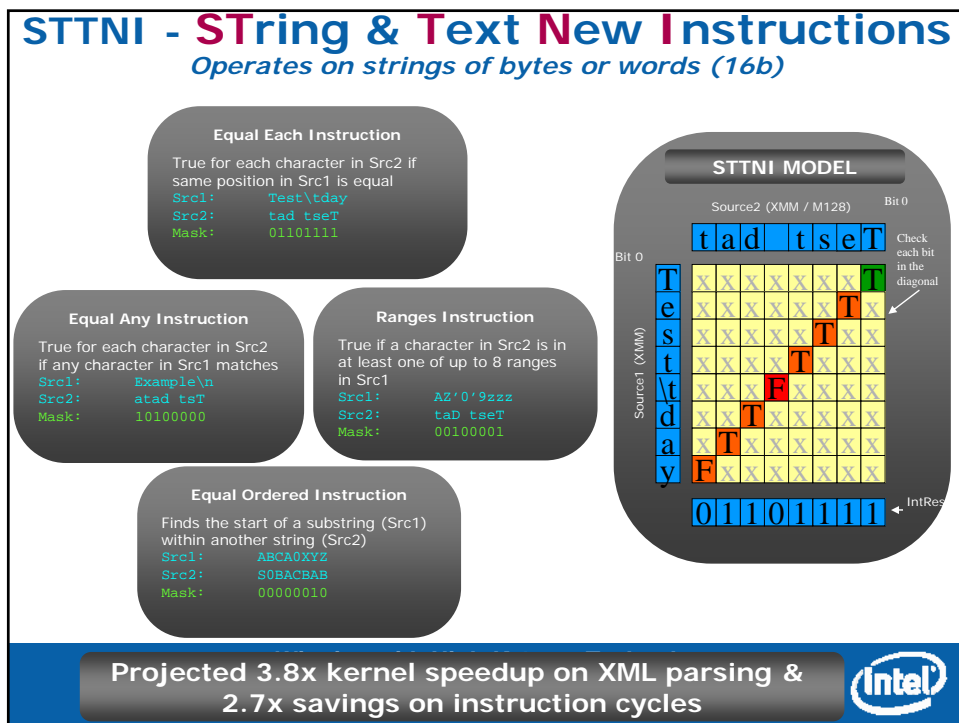 STTNI - STring & Text New Instructions
Operates on strings of bytes or words (16b)
Equal Each Instruction
True for each character in Src2 if
same position in Src1 is equal
Src1: Test\tday
Src2: tad tseT
Mask: 01101111
Equal Any Instruction
True for each character in Src2
if any character in Src1 matches
Src1: Example\n
Src2: atad tsT
Mask: 10100000
Ranges Instruction
True if a character in Src2 is in
at least one of up to 8 ranges
in Src1
Src1: AZ'0'9zzz
Src2: taD tseT
Mask: 00100001
Equal Ordered Instruction
Finds the start of a substring (Src1)
within another string (Src2)
Src1: ABCA0XYZ
Src2: S0BACBAB
Mask: 00000010
STTNI MODEL
Source2 (XMM / M128)
Bit 0
t a d t s e T
Check
each bit
in the
diagonal
Bit 0
Source1 (XMM)
T x x x x x x x T
e x x x x x x T x
s x x x x x T x x
t x x x x T x x x
\t x x x F x x x x
d x x T x x x x x
a x T x x x x x x
y F x x x x x x x
0 1 1 0 1 1 1 1
IntRes
Projected 3.8x kernel speedup on XML parsing &
2.7x savings on instruction cycles
intel